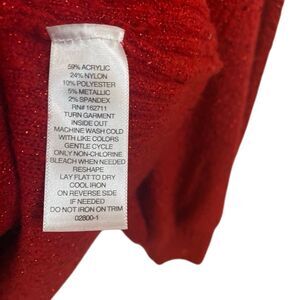 59% ACRYLIC
24% NYLON
10% POLYESTER
5% METALLIC
2% SPANDEX
RN# 162711
TURN GARMENT
INSIDE OUT
MACHINE WASH COLD
WITH LIKE COLORS
GENTLE CYCLE
ONLY NON-CHLORINE
BLEACH WHEN NEEDED
RESHAPE
LAY FLAT TO DRY
COOL IRON
ON REVERSE SIDE
IF NEEDED
DO NOT IRON ON TRIM
02800-1